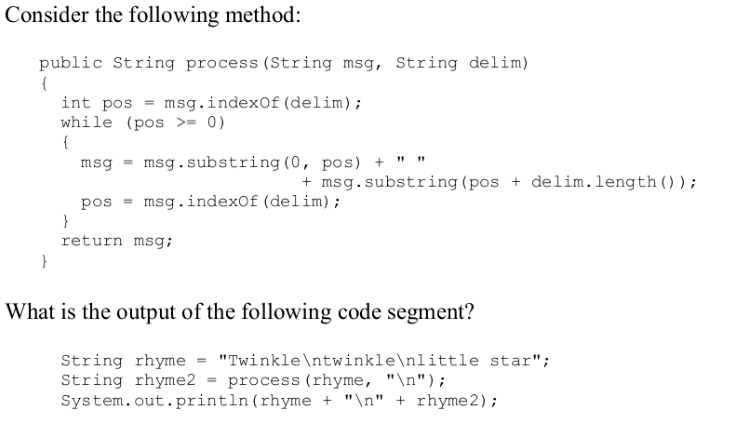 Consider the following method:
public String process(String msg, String delim)
{
int pos = msg.indexOf(delim);
while (pos >= 0)
{
msg = msg.substring(0, pos) + " "
+ msg.substring(pos + delim.length());
pos = msg.indexOf(delim);
}
return msg;
}
What is the output of the following code segment?
String rhyme = "Twinkle\ntwinkle\nlittle star";
String rhyme2 = process(rhyme, "\n");
System.out.println(rhyme + "\n" + rhyme2);